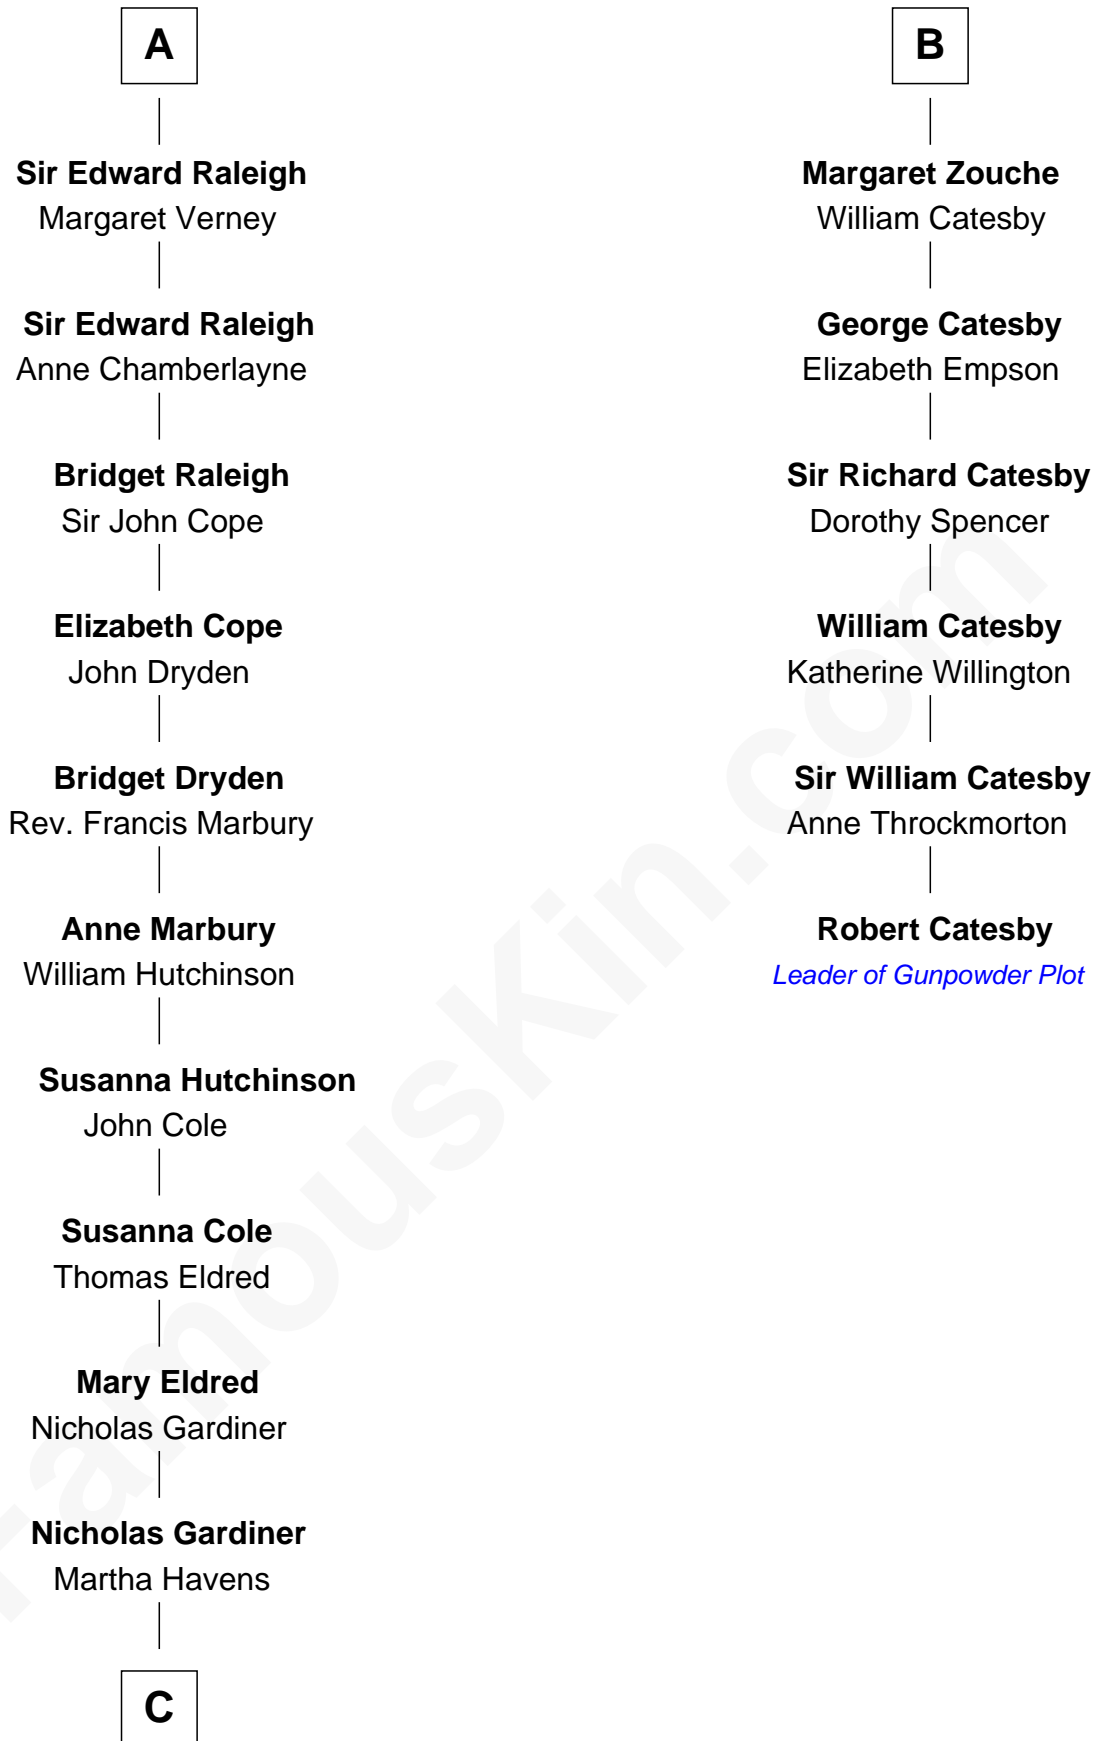 A
Sir Edward Raleigh
Margaret Verney
Sir Edward Raleigh
Anne Chamberlayne
Bridget Raleigh
Sir John Cope
Elizabeth Cope
John Dryden
Bridget Dryden
Rev. Francis Marbury
Anne Marbury
William Hutchinson
Susanna Hutchinson
John Cole
Susanna Cole
Thomas Eldred
Mary Eldred
Nicholas Gardiner
Nicholas Gardiner
Martha Havens
C
B
Margaret Zouche
William Catesby
George Catesby
Elizabeth Empson
Sir Richard Catesby
Dorothy Spencer
William Catesby
Katherine Willington
Sir William Catesby
Anne Throckmorton
Robert Catesby
Leader of Gunpowder Plot
FamousKin.com